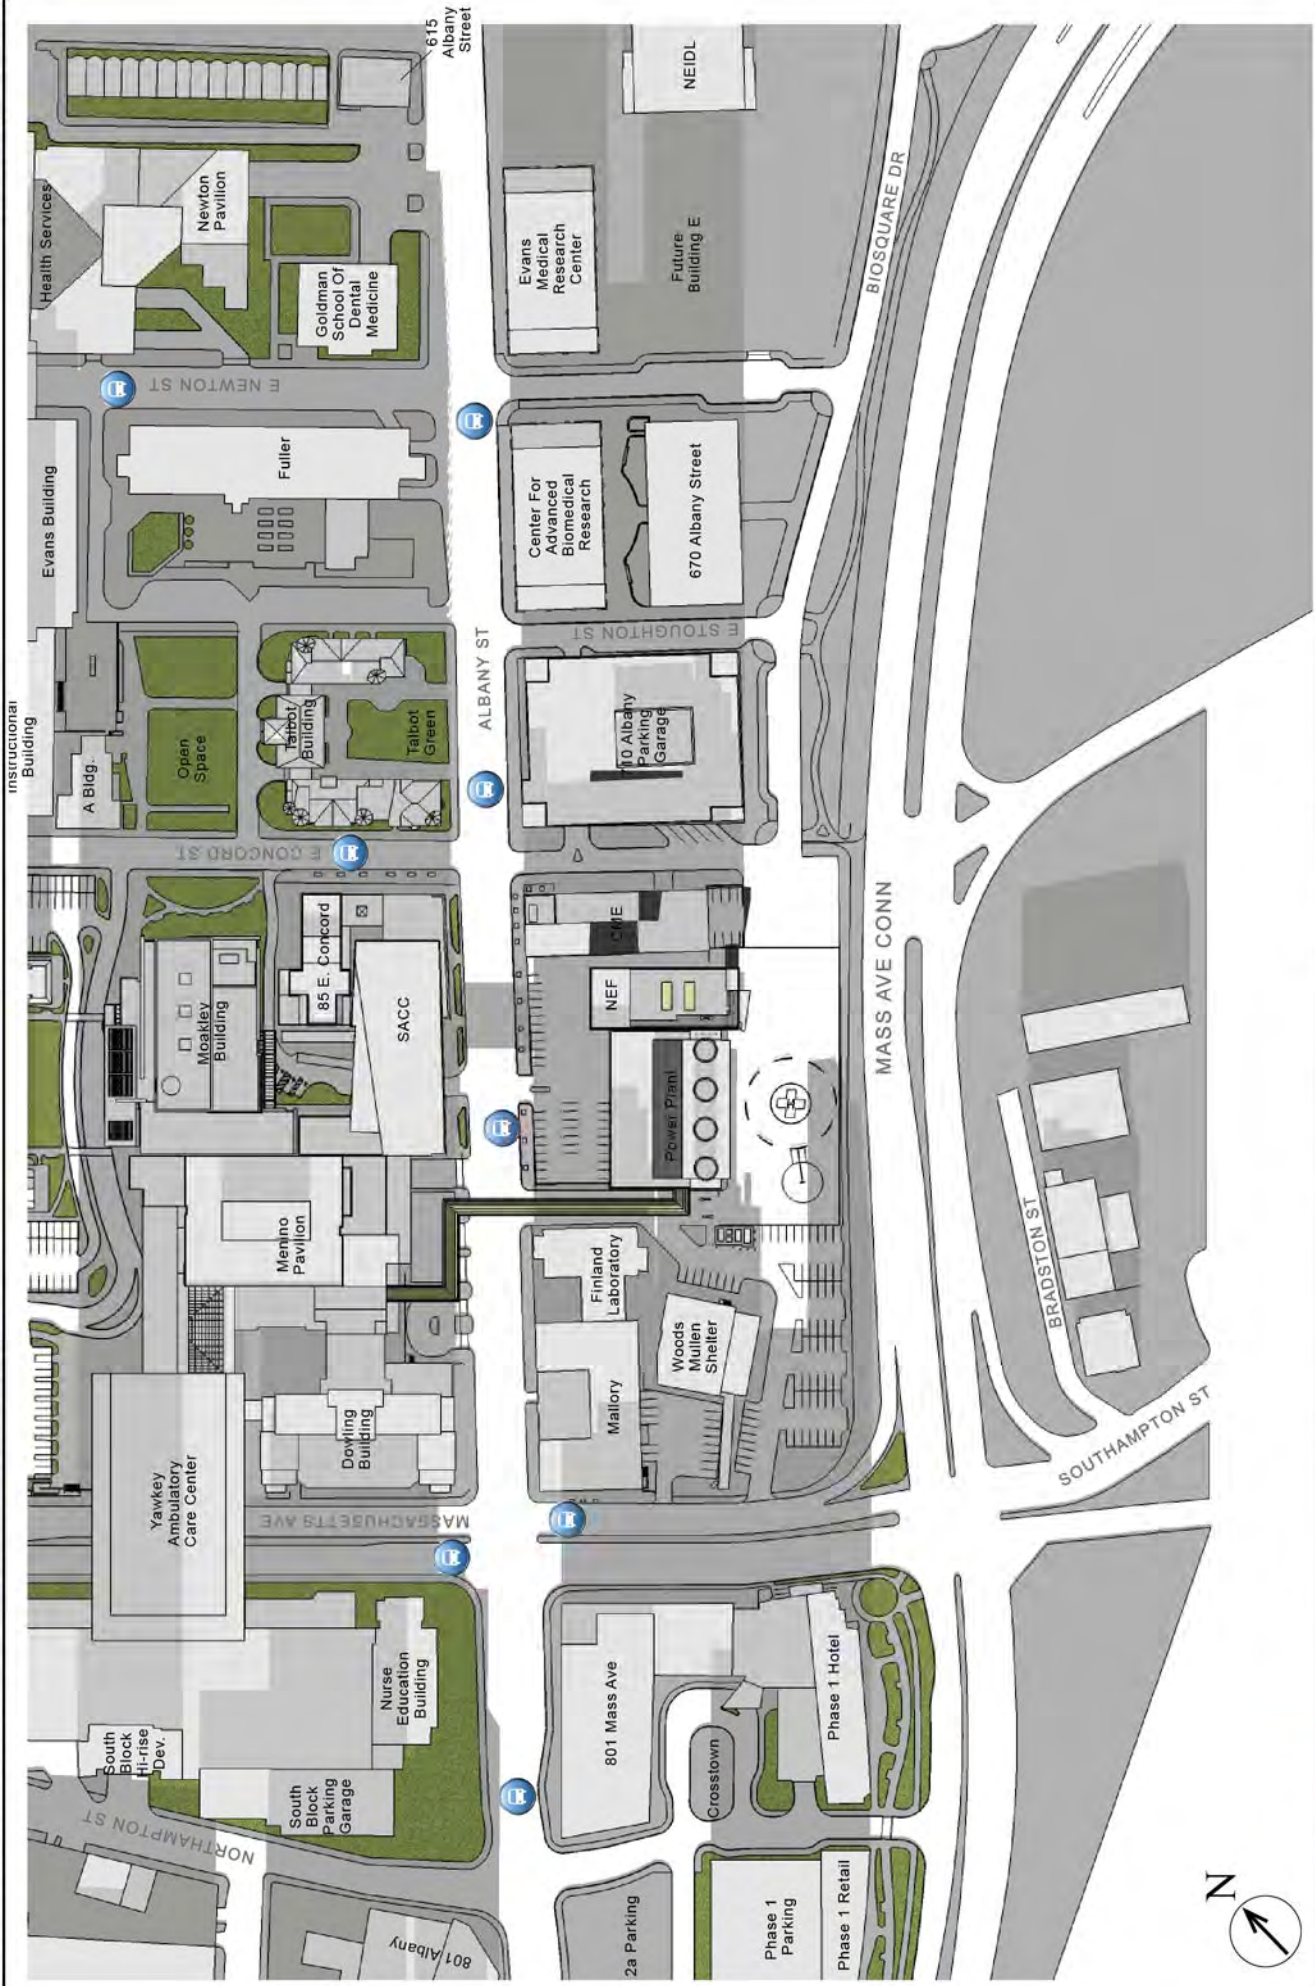 615
Albany
Street
NEIDL
Health Services
Newton
Pavilion
Goldman
School Of
Dental
Medicine
Evans
Medical
Research
Center
Future
Building E
BIOSQUARE DR
E NEWTON ST
Evans Building
Fuller
Center For
Advanced
Biomedical
Research
670 Albany Street
E STOUGHTON ST
ALBANY ST
Instructional
Building
A Bldg.
Open
Space
Talbot
Building
Talbot
Green
710 Albany
Parking
Garage
E CONCORD ST
85 E. Concord
Moakley
Building
SACC
CME
NEF
Power Plant
MASS AVE CONN
Menino
Pavilion
Finland
Laboratory
Woods
Mullen
Shelter
Mallory
Dowling
Building
Yawkey
Ambulatory
Care Center
BRADSTON ST
SOUTHAMPTON ST
MASSACHUSETTS AVE
Nurse
Education
Building
801 Mass Ave
Phase 1 Hotel
Crosstown
South
Block
Hi-rise
Dev.
South
Block
Parking
Garage
NORTHAMPTON ST
801 Albany
2a Parking
Phase 1
Parking
Phase 1 Retail
N